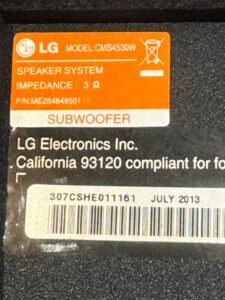 LG MODEL:CMS4530W
SPEAKER SYSTEM
IMPEDANCE : 3 Ω
P/N:MEZ64849501
SUBWOOFER
LG Electronics Inc.
California 93120 compliant for fo
307CSHE011161 JULY 2013